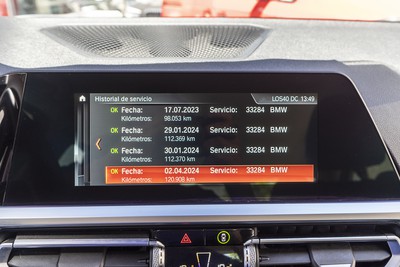 Historial de servicio LOS40 DC 13:49
OK Fecha: 17.07.2023 Servicio: 33284 BMW
Kilómetros: 98.053 km
OK Fecha: 29.01.2024 Servicio: 33284 BMW
Kilómetros: 112.369 km
OK Fecha: 30.01.2024 Servicio: 33284 BMW
Kilómetros: 112.370 km
OK Fecha: 02.04.2024 Servicio: 33284 BMW
Kilómetros: 120.908 km